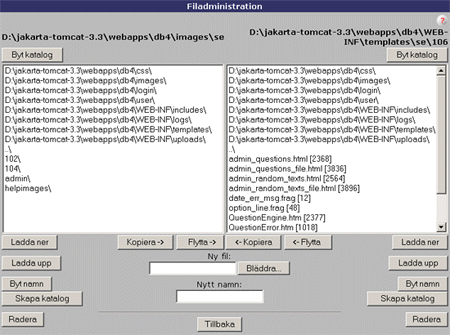 Filadministration
?
D:\jakarta-tomcat-3.3\webapps\db4\images\se
D:\jakarta-tomcat-3.3\webapps\db4\WEB-
INF\templates\se\106
Byt katalog
Byt katalog
D:\jakarta-tomcat-3.3\webapps\db4\css\
D:\jakarta-tomcat-3.3\webapps\db4\images\
D:\jakarta-tomcat-3.3\webapps\db4\login\
D:\jakarta-tomcat-3.3\webapps\db4\user\
D:\jakarta-tomcat-3.3\webapps\db4\WEB-INF\includes\
D:\jakarta-tomcat-3.3\webapps\db4\WEB-INF\logs\
D:\jakarta-tomcat-3.3\webapps\db4\WEB-INF\templates\
D:\jakarta-tomcat-3.3\webapps\db4\WEB-INF\uploads\
..\
102\
104\
admin\
helpimages\
D:\jakarta-tomcat-3.3\webapps\db4\css\
D:\jakarta-tomcat-3.3\webapps\db4\images\
D:\jakarta-tomcat-3.3\webapps\db4\login\
D:\jakarta-tomcat-3.3\webapps\db4\user\
D:\jakarta-tomcat-3.3\webapps\db4\WEB-INF\includes\
D:\jakarta-tomcat-3.3\webapps\db4\WEB-INF\logs\
D:\jakarta-tomcat-3.3\webapps\db4\WEB-INF\templates\
D:\jakarta-tomcat-3.3\webapps\db4\WEB-INF\uploads\
..\
admin_questions.html [2368]
admin_questions_file.html [3836]
admin_random_texts.html [2564]
admin_random_texts_file.html [3896]
date_err_msg.frag [12]
option_line.frag [48]
QuestionEngine.htm [2377]
QuestionError.htm [1018]
Ladda ner
Kopiera ->
Flytta ->
<- Kopiera
<- Flytta
Ladda ner
Ladda upp
Ny fil:
Bläddra...
Ladda upp
Byt namn
Nytt namn:
Byt namn
Skapa katalog
Skapa katalog
Radera
Tillbaka
Radera